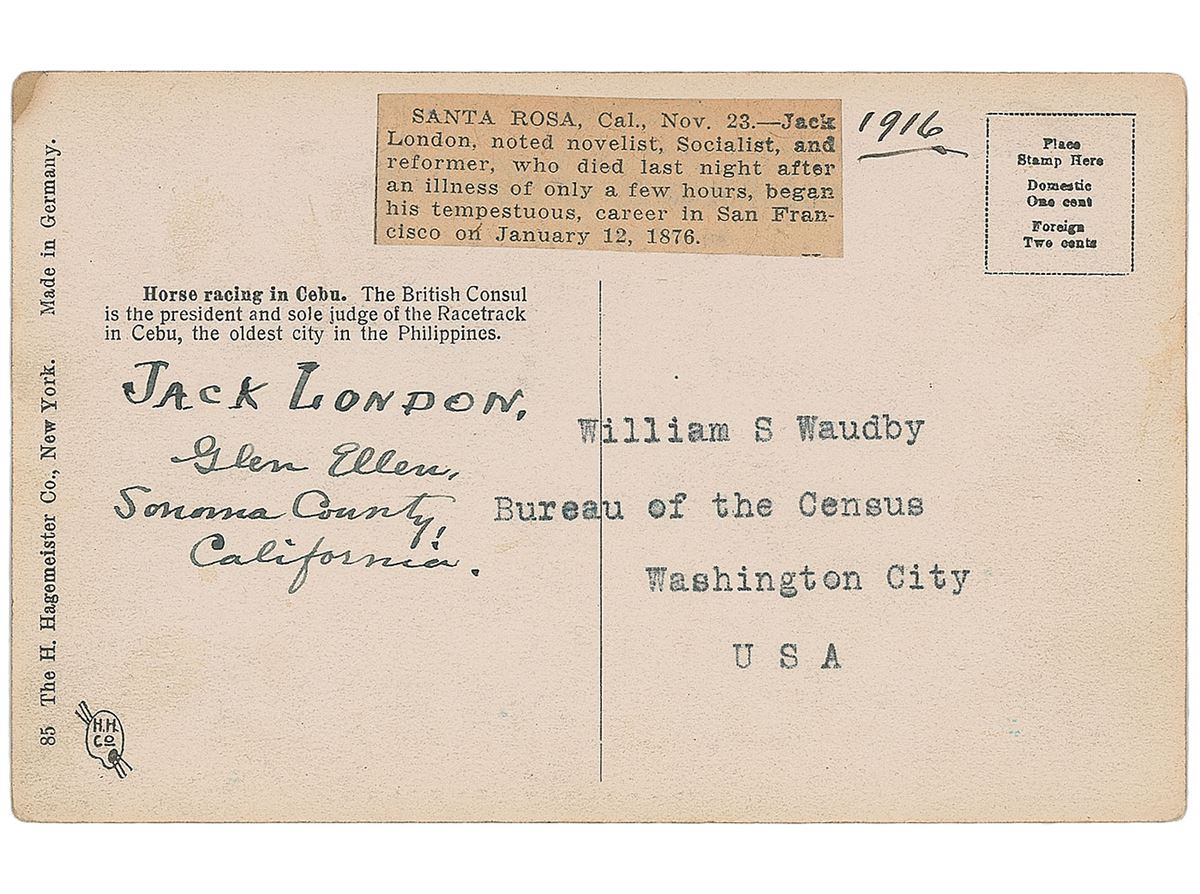 SANTA ROSA, Cal., Nov. 23.—Jack
London, noted novelist, Socialist, and
reformer, who died last night after
an illness of only a few hours, began
his tempestuous, career in San Fran-
cisco on January 12, 1876.
1916
Place
Stamp Here
Domestic
One cent
Foreign
Two cents
Horse racing in Cebu. The British Consul
is the president and sole judge of the Racetrack
in Cebu, the oldest city in the Philippines.
JACK LONDON,
Glen Ellen,
Sonoma County,
California.
William S Waudby
Bureau of the Census
Washington City
U S A
85 The H. Hagemeister Co., New York. Made in Germany.
H.H.
Co